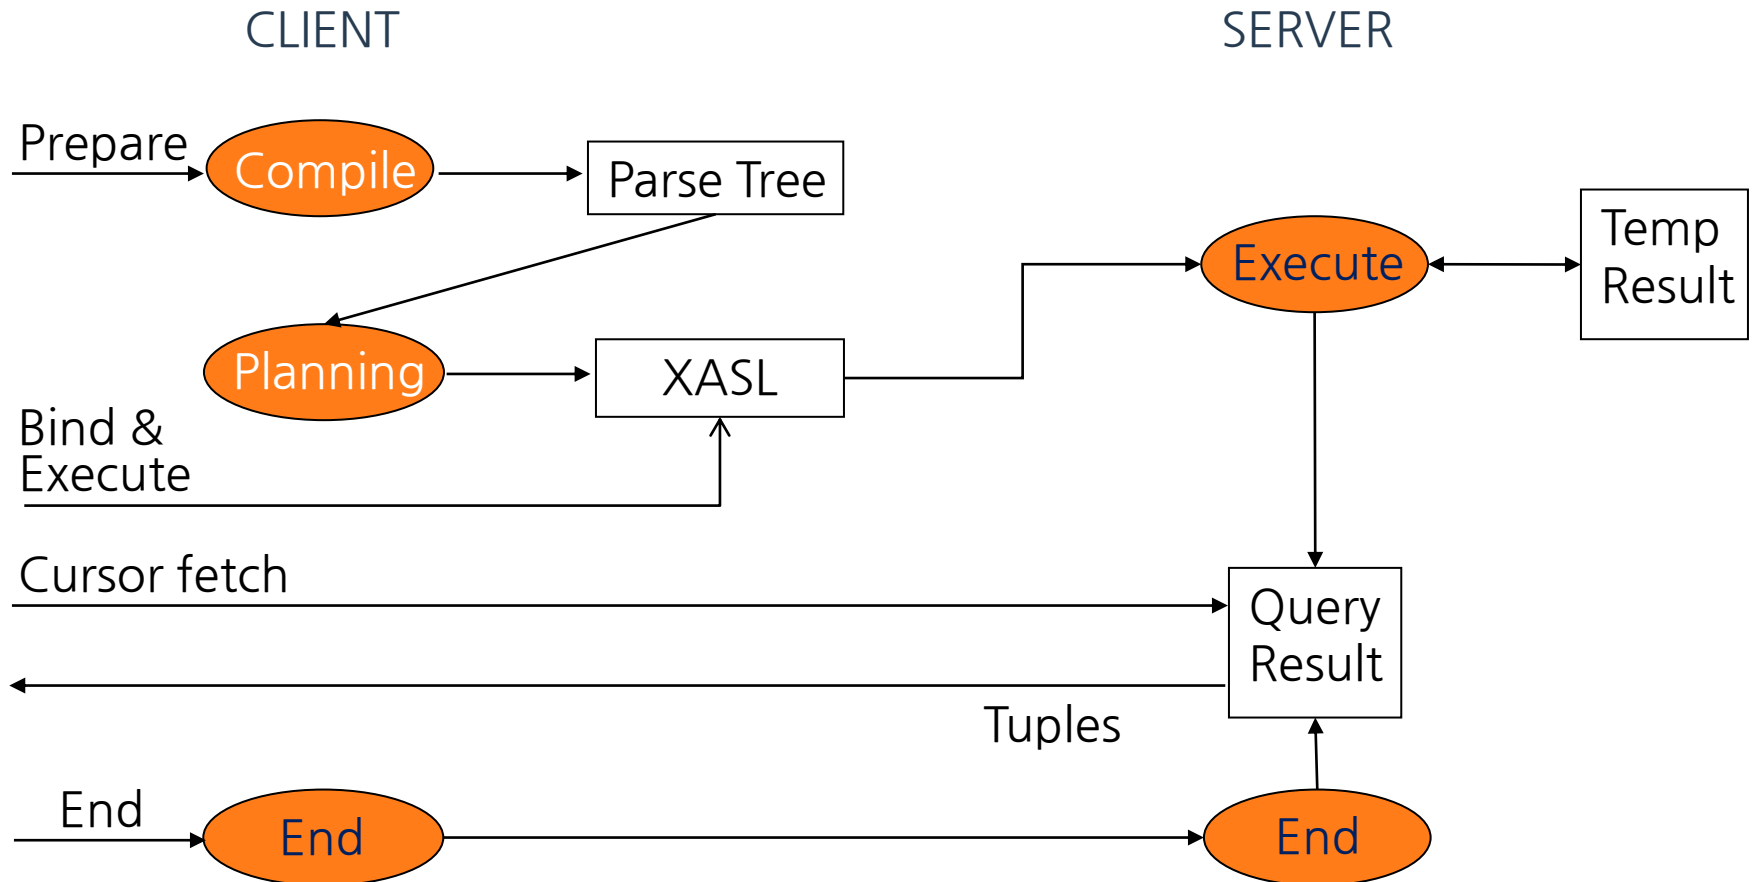 CLIENT
SERVER
Prepare
Compile
Parse Tree
Execute
Temp
Result
Planning
XASL
Bind &
Execute
Cursor fetch
Query
Result
Tuples
End
End
End